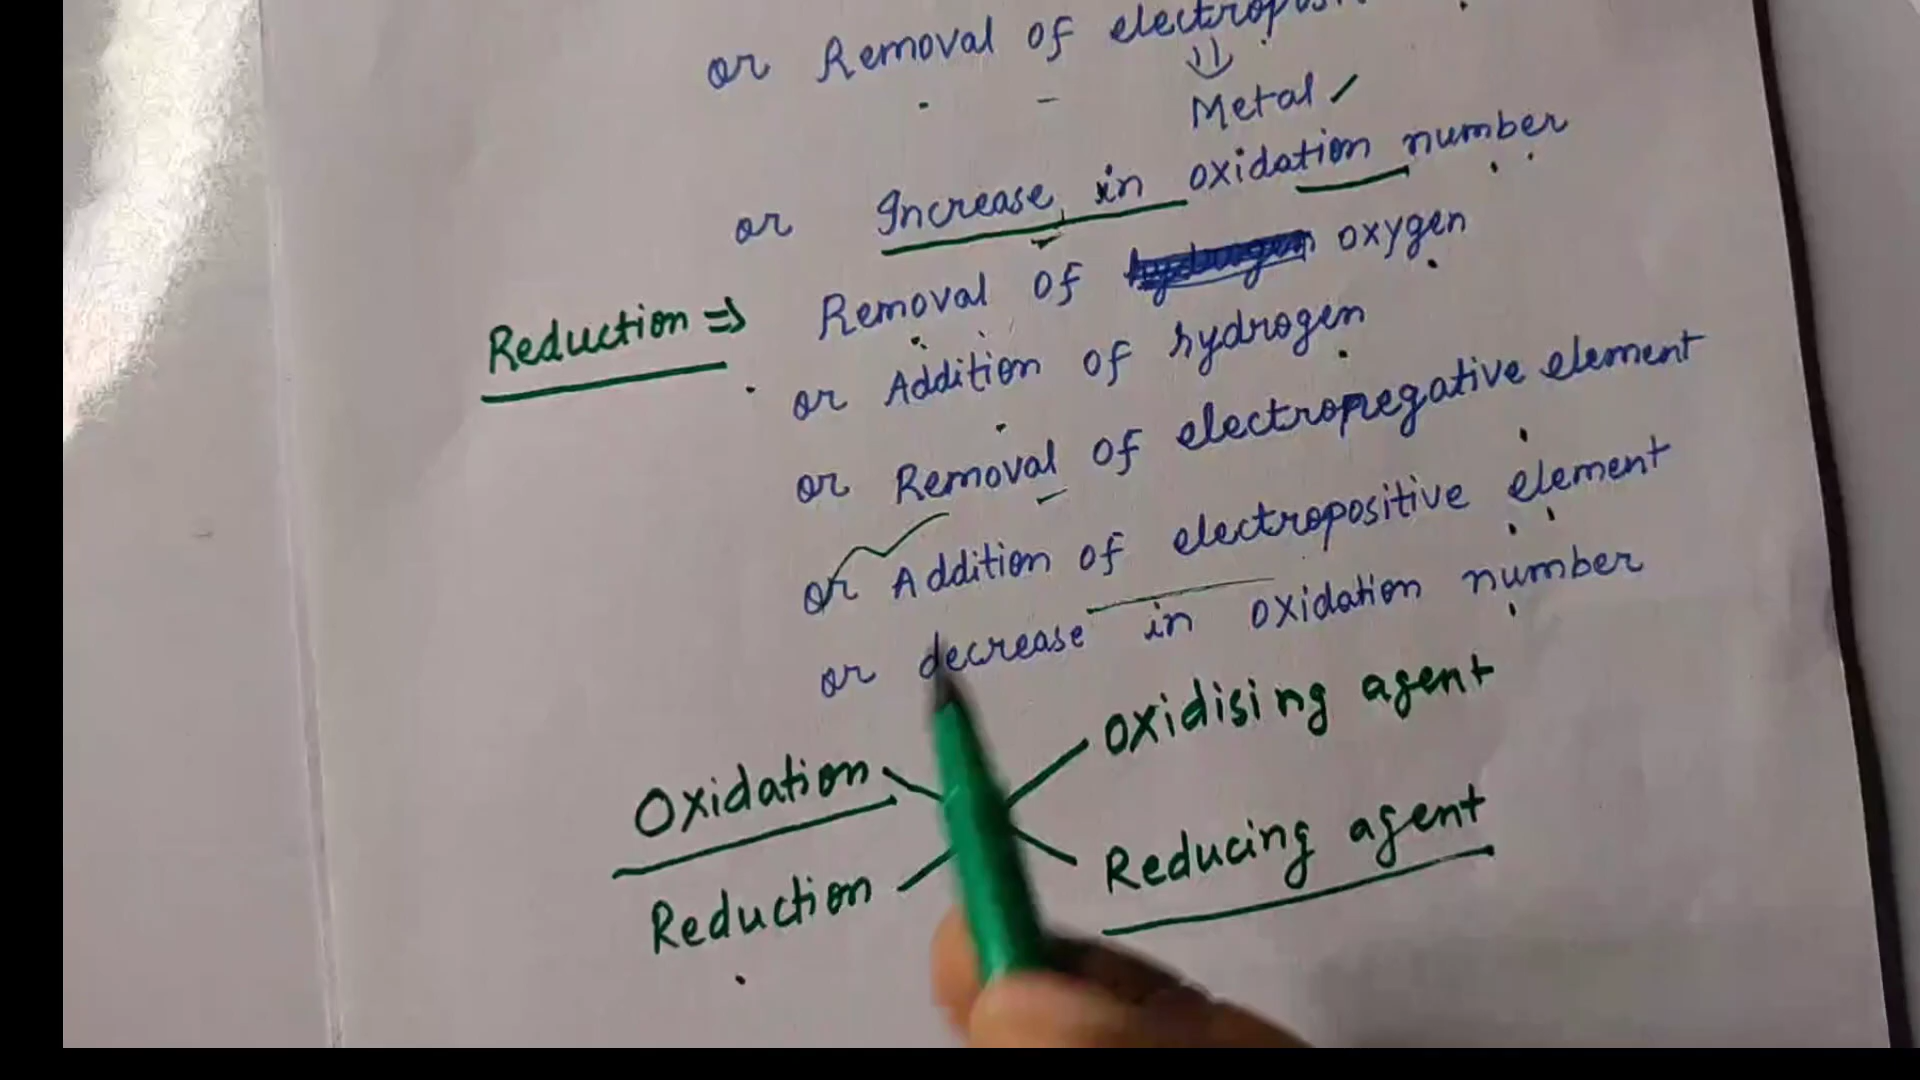 or Removal of
Metal ✓
or Increase in oxidation number
Reduction ⇒ Removal of oxygen
or Addition of hydrogen
or Removal of electropregative element
or Addition of electropositive element
or decrease in oxidation number
Oxidation Oxidising agent
Reduction Reducing agent